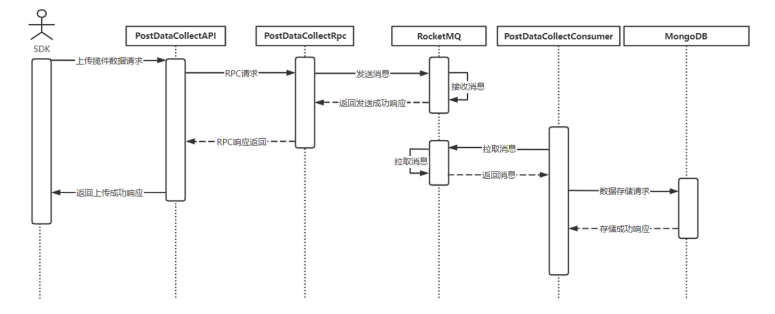 SDK
PostDataCollectAPI
PostDataCollectRpc
RocketMQ
PostDataCollectConsumer
MongoDB
上传揽件数据请求
RPC请求
发送消息
接收消息
返回发送成功响应
RPC响应返回
拉取消息
拉取消息
返回消息
返回上传成功响应
数据存储请求
存储成功响应